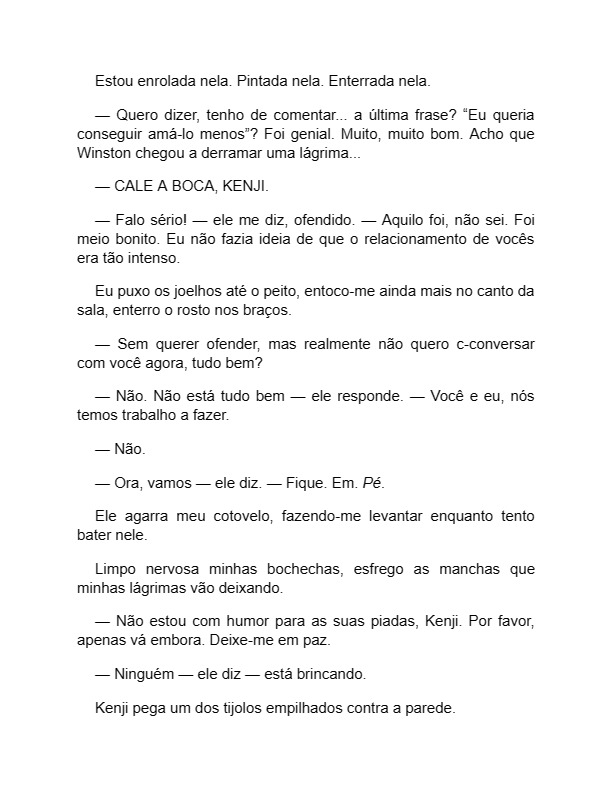 Estou enrolada nela. Pintada nela. Enterrada nela.
— Quero dizer, tenho de comentar... a última frase? “Eu queria
conseguir amá-lo menos”? Foi genial. Muito, muito bom. Acho que
Winston chegou a derramar uma lágrima...
— CALE A BOCA, KENJI.
— Falo sério! — ele me diz, ofendido. — Aquilo foi, não sei. Foi
meio bonito. Eu não fazia ideia de que o relacionamento de vocês
era tão intenso.
Eu puxo os joelhos até o peito, entoco-me ainda mais no canto da
sala, enterro o rosto nos braços.
— Sem querer ofender, mas realmente não quero c-conversar
com você agora, tudo bem?
— Não. Não está tudo bem — ele responde. — Você e eu, nós
temos trabalho a fazer.
— Não.
— Ora, vamos — ele diz. — Fique. Em. Pé.
Ele agarra meu cotovelo, fazendo-me levantar enquanto tento
bater nele.
Limpo nervosa minhas bochechas, esfrego as manchas que
minhas lágrimas vão deixando.
— Não estou com humor para as suas piadas, Kenji. Por favor,
apenas vá embora. Deixe-me em paz.
— Ninguém — ele diz — está brincando.
Kenji pega um dos tijolos empilhados contra a parede.